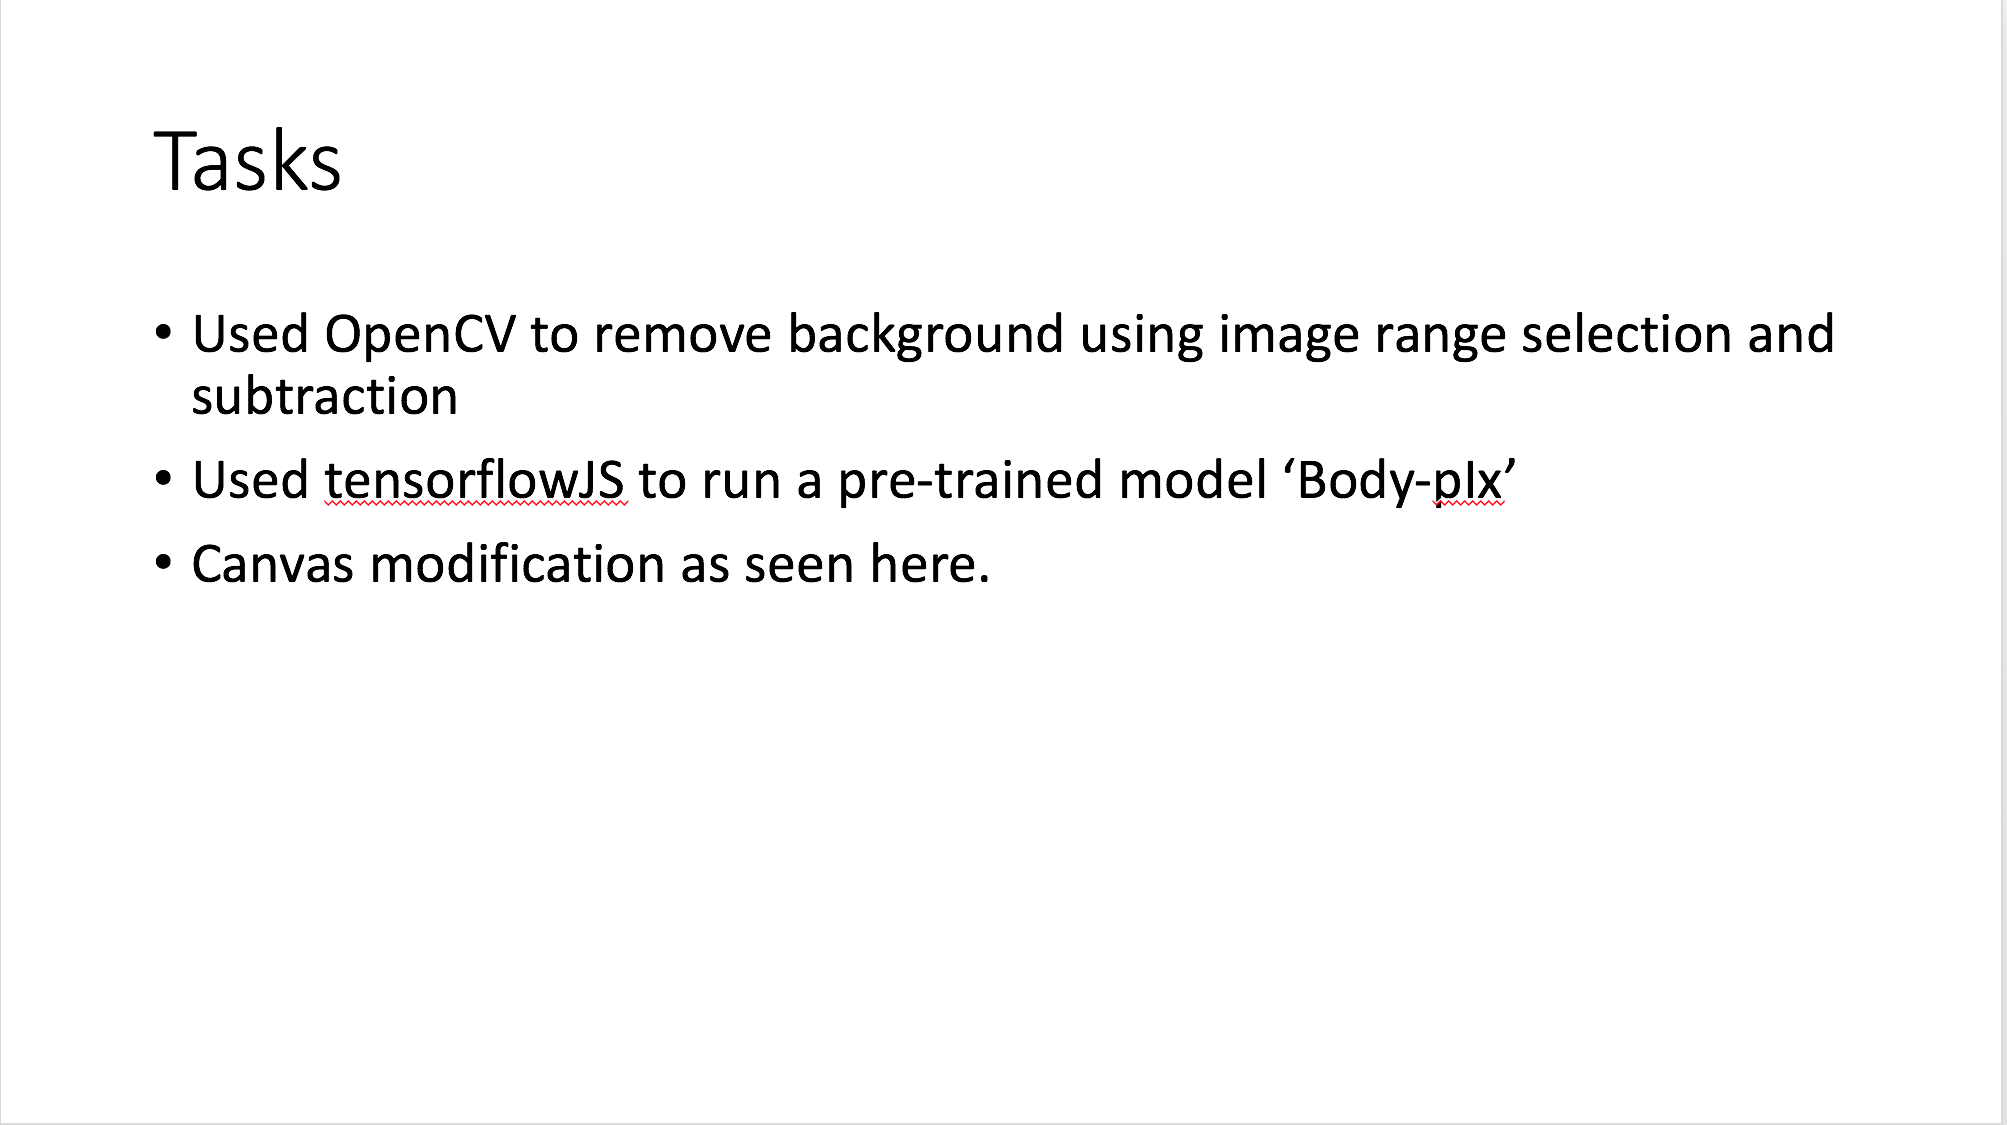 Tasks
• Used OpenCV to remove background using image range selection and
subtraction
• Used tensorflowJS to run a pre-trained model ‘Body-pIx’
• Canvas modification as seen here.